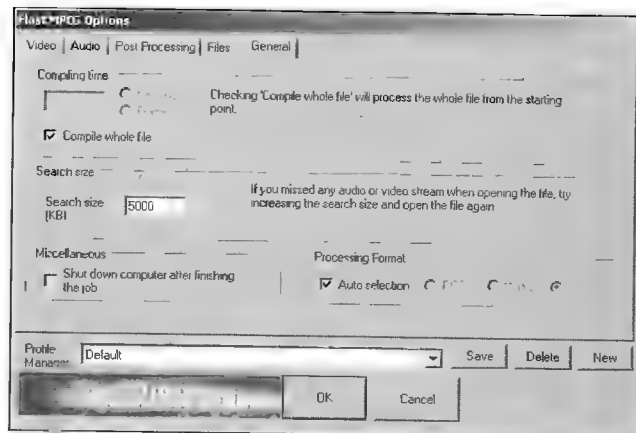 FlasKMPEG Options
Video Audio Post Processing Files General
Compiling time
Checking 'Compile whole file' will process the whole file from the starting
point.
Compile whole file
Search size
Search size
(KB)
5000
If you missed any audio or video stream when opening the file, try
increasing the search size and open the file again
Miscellaneous
Shut down computer after finishing
the job
Processing Format
Auto selection
Profile
Manager
Default
Save Delete New
OK Cancel